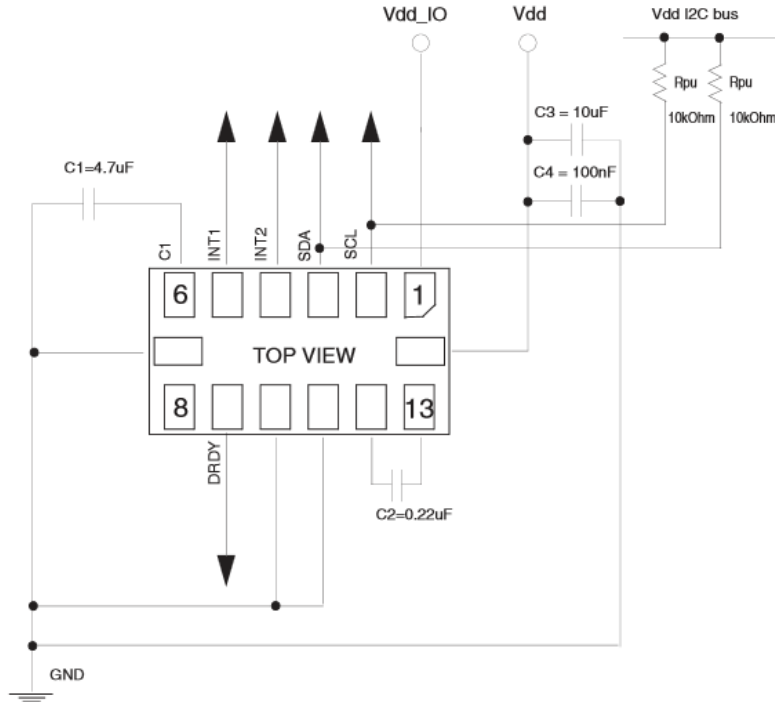 Vdd_IO
Vdd
Vdd I2C bus
Rpu
Rpu
10kOhm
10kOhm
C3 = 10uF
C4 = 100nF
C1=4.7uF
C1
INT1
INT2
SDA
SCL
6
1
TOP VIEW
8
13
DRDY
C2=0.22uF
GND